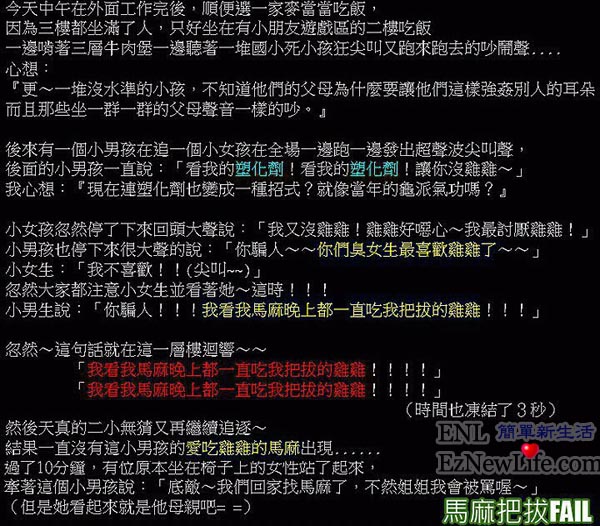 今天中午在外面工作完後，順便選一家麥當當吃飯，
因為三樓都坐滿了人，只好坐在有小朋友遊戲區的二樓吃飯
一邊啃著三層牛肉堡一邊聽著一堆國小死小孩狂尖叫又跑來跑去的吵鬧聲....
心想：
『更～一堆沒水準的小孩，不知道他們的父母為什麼要讓他們這樣強姦別人的耳朵
而且那些坐一群一群的父母聲音一樣的吵。』
後來有一個小男孩在追一個小女孩在全場一邊跑一邊發出超聲波尖叫聲，
後面的小男孩一直說：「看我的塑化劑！看我的塑化劑！讓你沒雞雞～」
我心想：『現在連塑化劑也變成一種招式？就像當年的龜派氣功嗎？』
小女孩忽然停了下來回頭大聲說：「我又沒雞雞！雞雞好噁心～我最討厭雞雞！」
小男孩也停下來很大聲的說：「你騙人～～你們臭女生最喜歡雞雞了～～」
小女生：「我不喜歡！！(尖叫~~)」
忽然大家都注意小女生並看著她～這時！！！
小男生說：「你騙人！！！我看我馬麻晚上都一直吃我把拔的雞雞！！！」
忽然～這句話就在這一層樓迴響～～
「我看我馬麻晚上都一直吃我把拔的雞雞！！！！」
「我看我馬麻晚上都一直吃我把拔的雞雞！！！！」
（時間也凍結了３秒）
然後天真的二小無猜又再繼續追逐～
結果一直沒有這小男孩的愛吃雞雞的馬麻出現......
過了10分鐘，有位原本坐在椅子上的女性站了起來，
牽著這個小男孩說：「底敵～我們回家找馬麻了，不然姐姐我會被罵喔～」
（但是她看起來就是他母親吧= =）
ENL 簡單新生活
EzNewLife.com
馬麻把拔FAIL